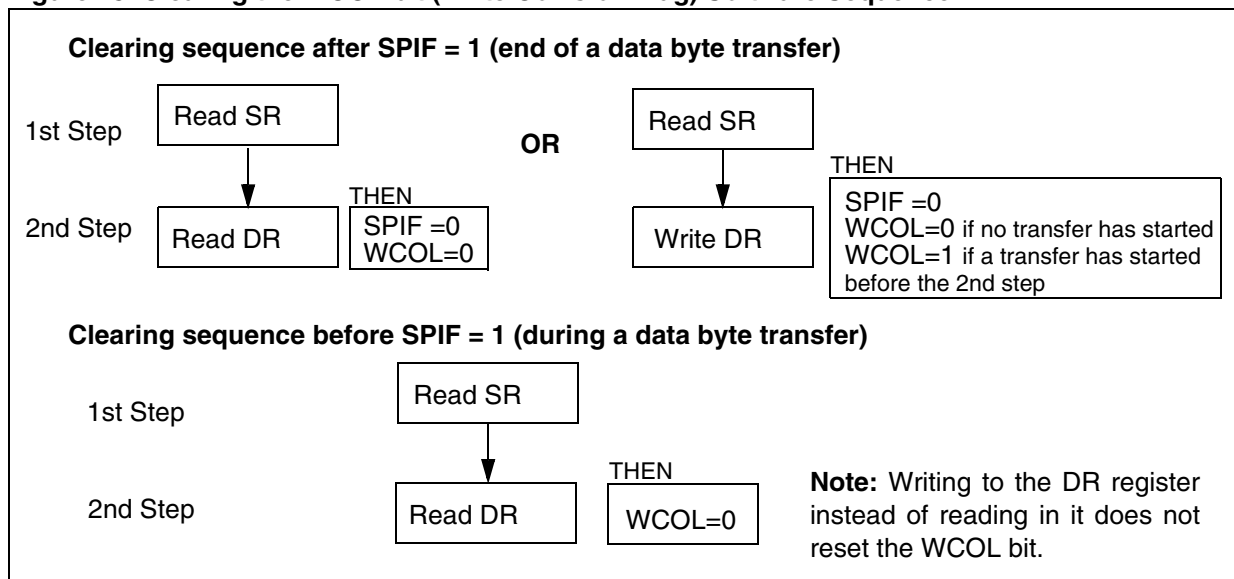 Clearing sequence after SPIF = 1 (end of a data byte transfer)
1st Step
Read SR
OR
Read SR
2nd Step
Read DR
THEN
SPIF =0
WCOL=0
Write DR
THEN
SPIF =0
WCOL=0 if no transfer has started
WCOL=1 if a transfer has started
before the 2nd step
Clearing sequence before SPIF = 1 (during a data byte transfer)
1st Step
Read SR
2nd Step
Read DR
THEN
WCOL=0
Note: Writing to the DR register
instead of reading in it does not
reset the WCOL bit.